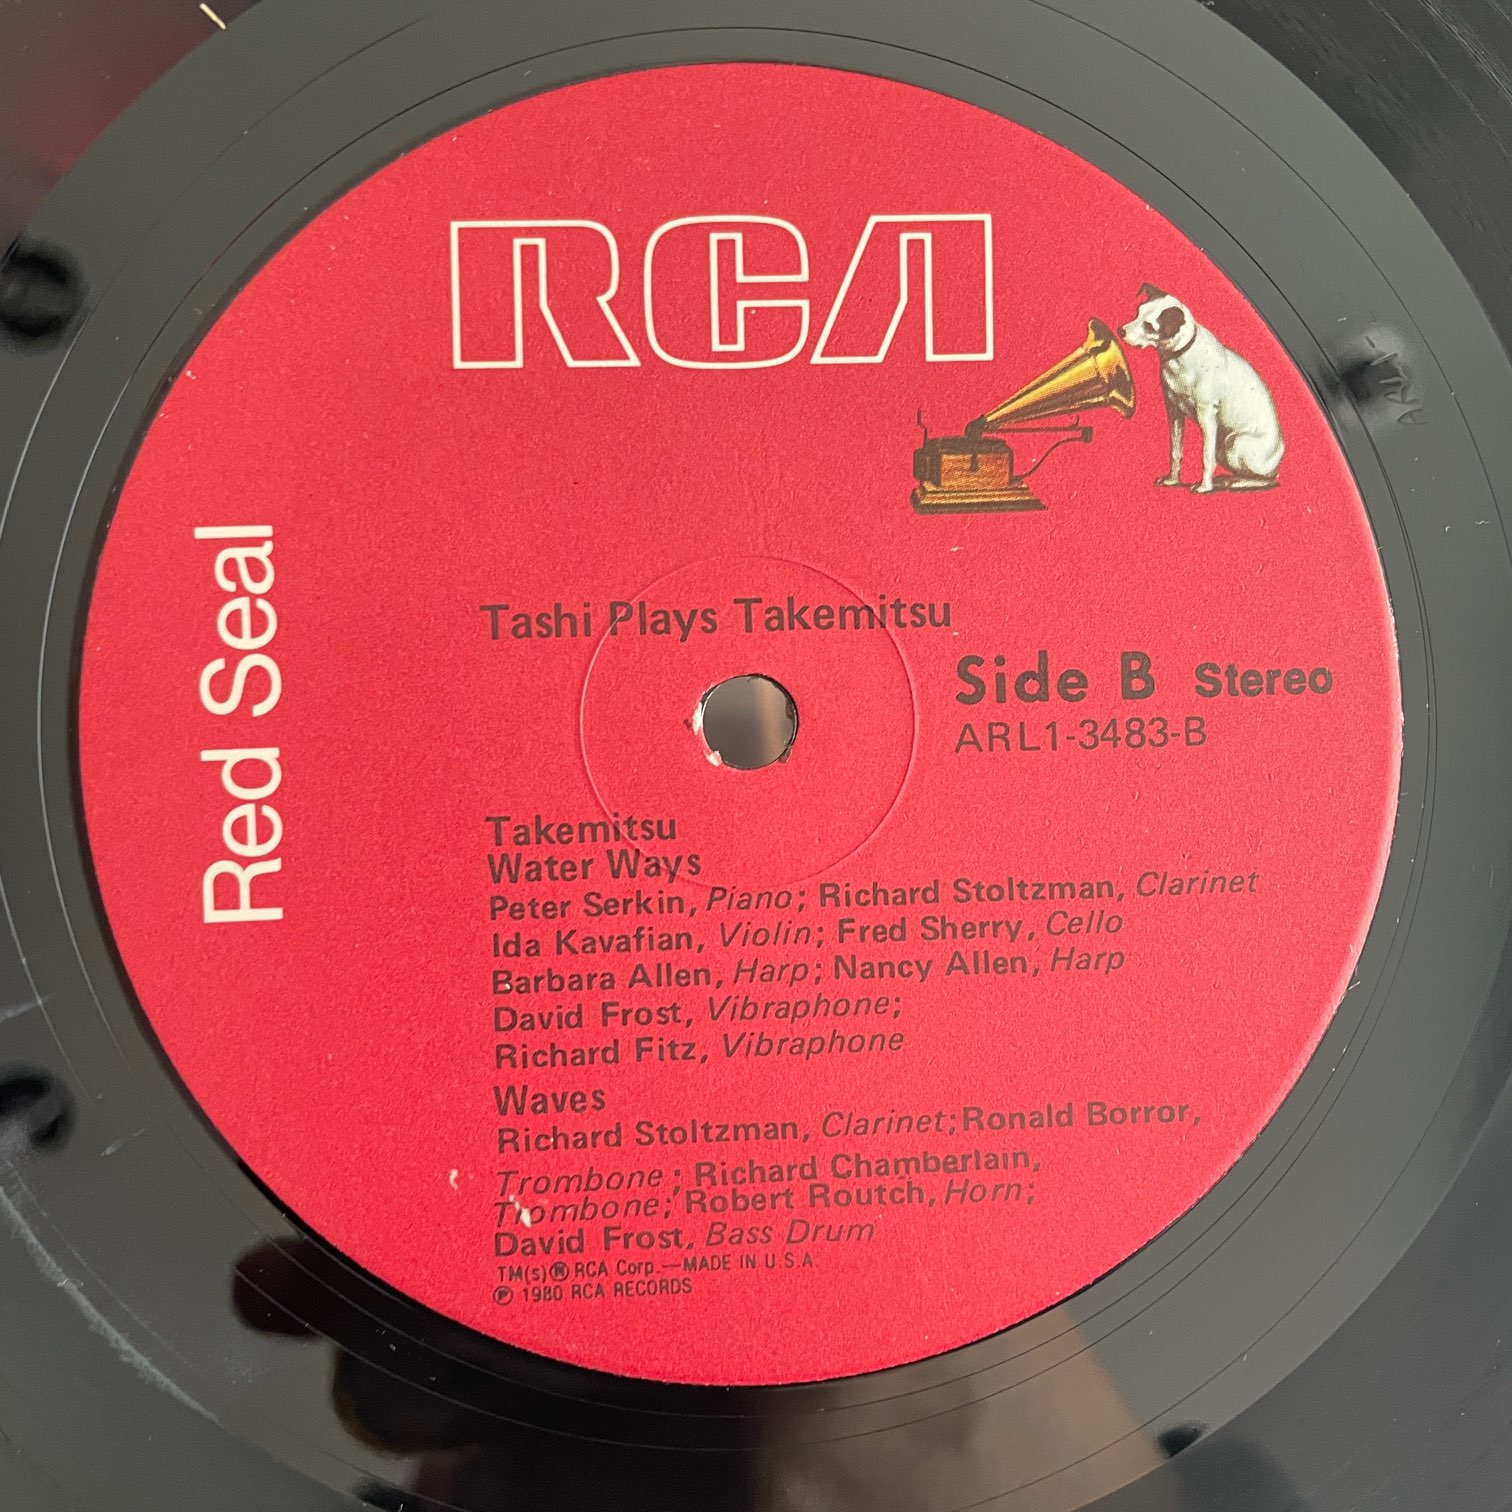 RCA
Red Seal
Tashi Plays Takemitsu
Side B Stereo
ARL1-3483-B
Takemitsu
Water Ways
Peter Serkin, Piano; Richard Stoltzman, Clarinet
Ida Kavafian, Violin; Fred Sherry, Cello
Barbara Allen, Harp; Nancy Allen, Harp
David Frost, Vibraphone;
Richard Fitz, Vibraphone
Waves
Richard Stoltzman, Clarinet; Ronald Borror,
Trombone; Richard Chamberlain,
Trombone; Robert Routch, Horn;
David Frost, Bass Drum
TM(s)® RCA Corp.—MADE IN U.S.A.
℗ 1980 RCA RECORDS